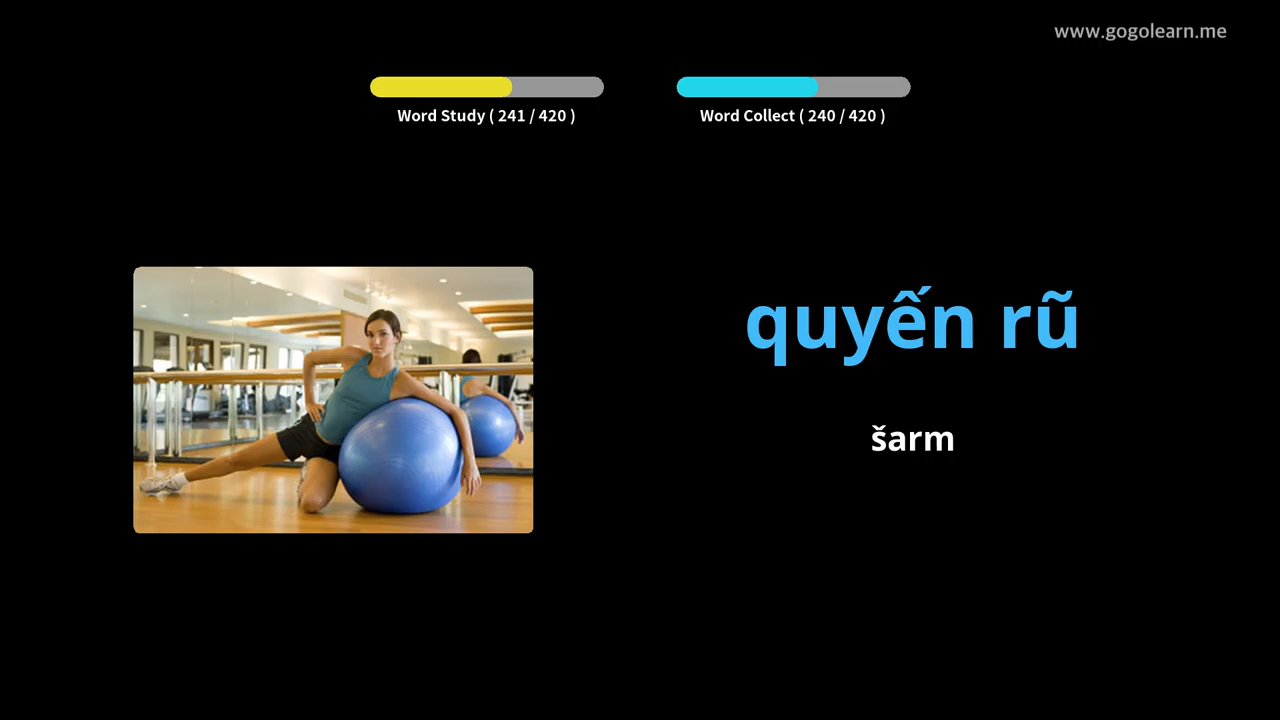 www.gogolearn.me
Word Study ( 241 / 420 )
Word Collect ( 240 / 420 )
quyến rũ
šarm